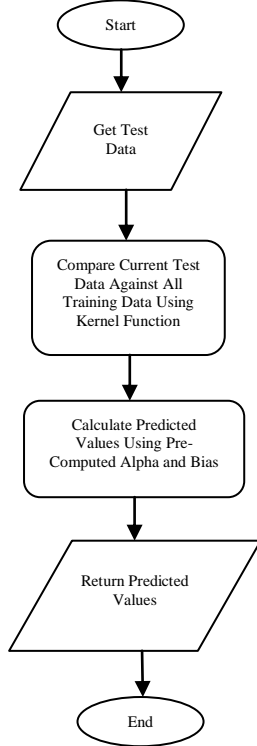 Start
Get Test
Data
Compare Current Test
Data Against All
Training Data Using
Kernel Function
Calculate Predicted
Values Using Pre-
Computed Alpha and Bias
Return Predicted
Values
End